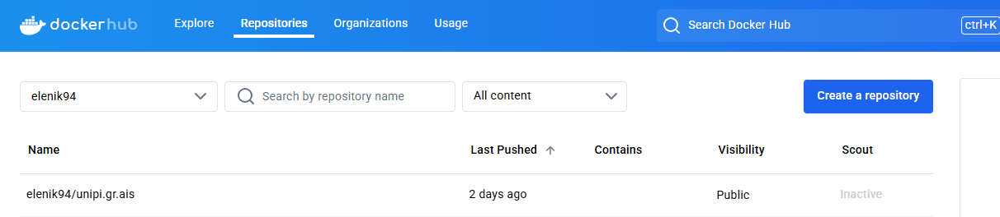 dockerhub Explore Repositories Organizations Usage Search Docker Hub ctrl+K
elenik94 Search by repository name All content Create a repository
Name Last Pushed Contains Visibility Scout
elenik94/unipi.gr.ais 2 days ago Public Inactive